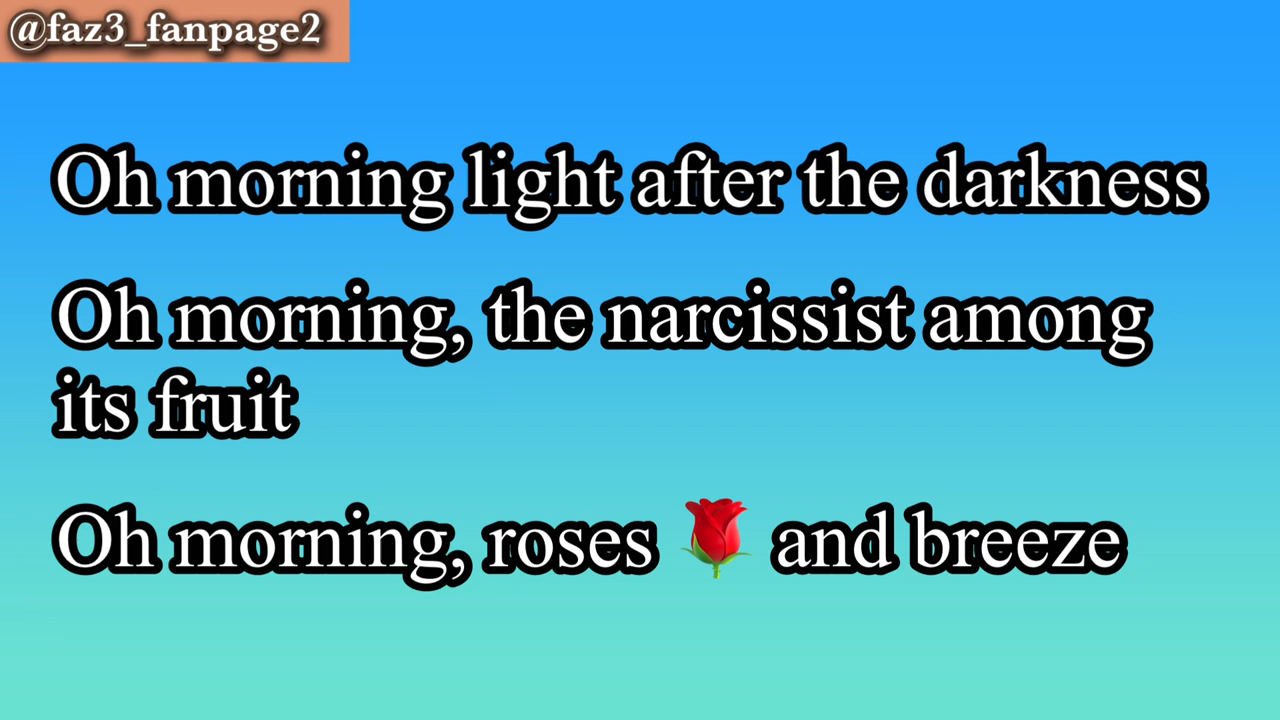 @faz3_fanpage2
Oh morning light after the darkness
Oh morning, the narcissist among
its fruit
Oh morning, roses 🌹 and breeze